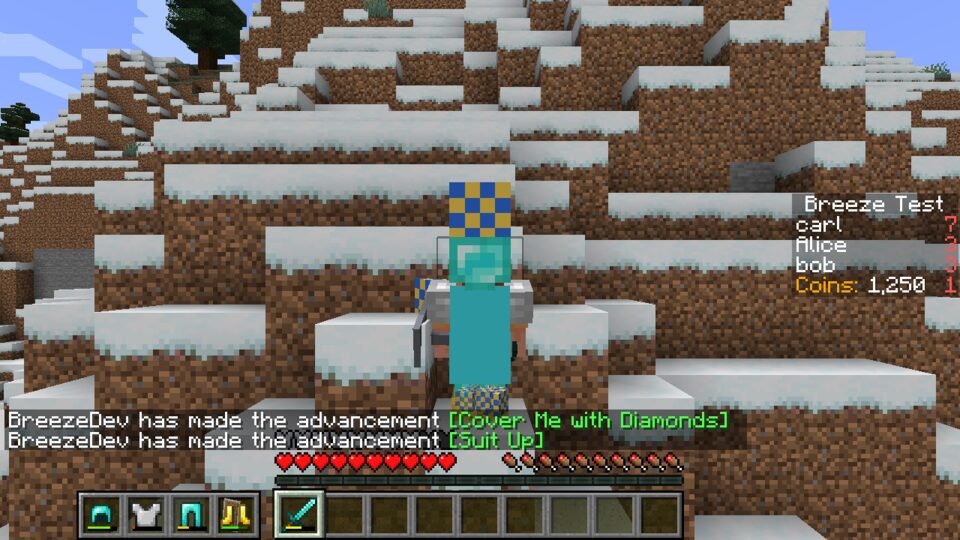 Breeze Test
carl 7
Alice 3
bob 3
Coins: 1,250 1
BreezeDev has made the advancement [Cover Me with Diamonds]
BreezeDev has made the advancement [Suit Up]